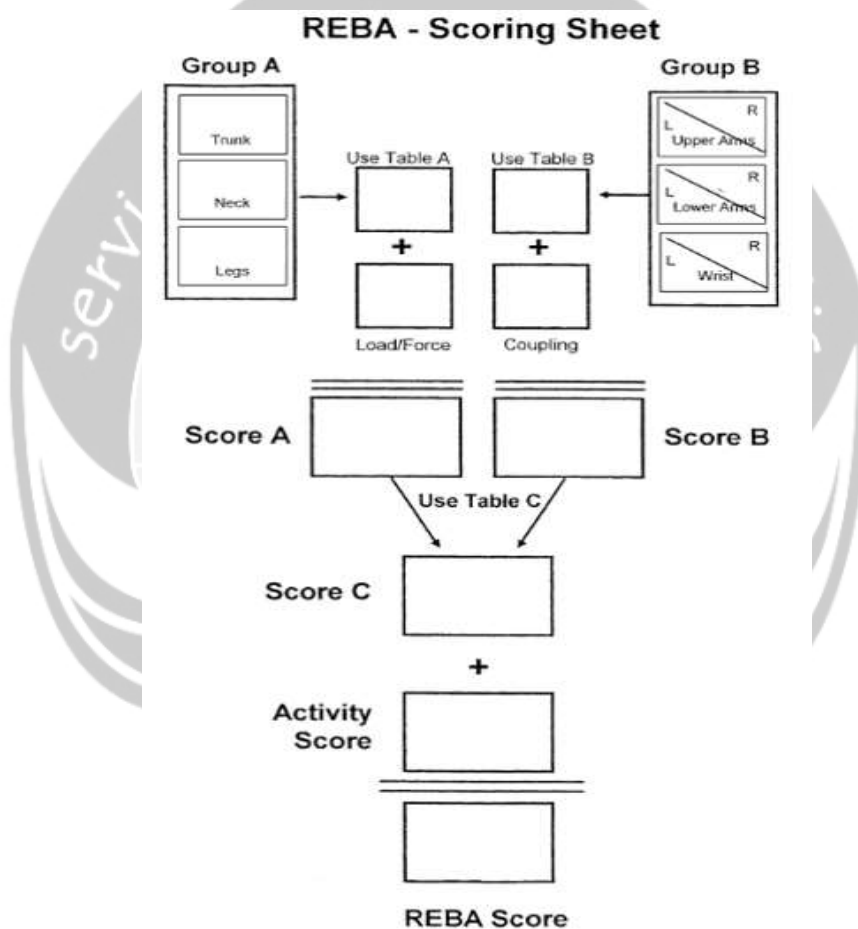 REBA - Scoring Sheet
Group A
Group B
Trunk
Neck
Legs
Use Table A
Use Table B
L R
Upper Arms
L R
Lower Arms
L R
Wrist
+
+
Load/Force
Coupling
Score A
Score B
Use Table C
Score C
+
Activity
Score
REBA Score
servi